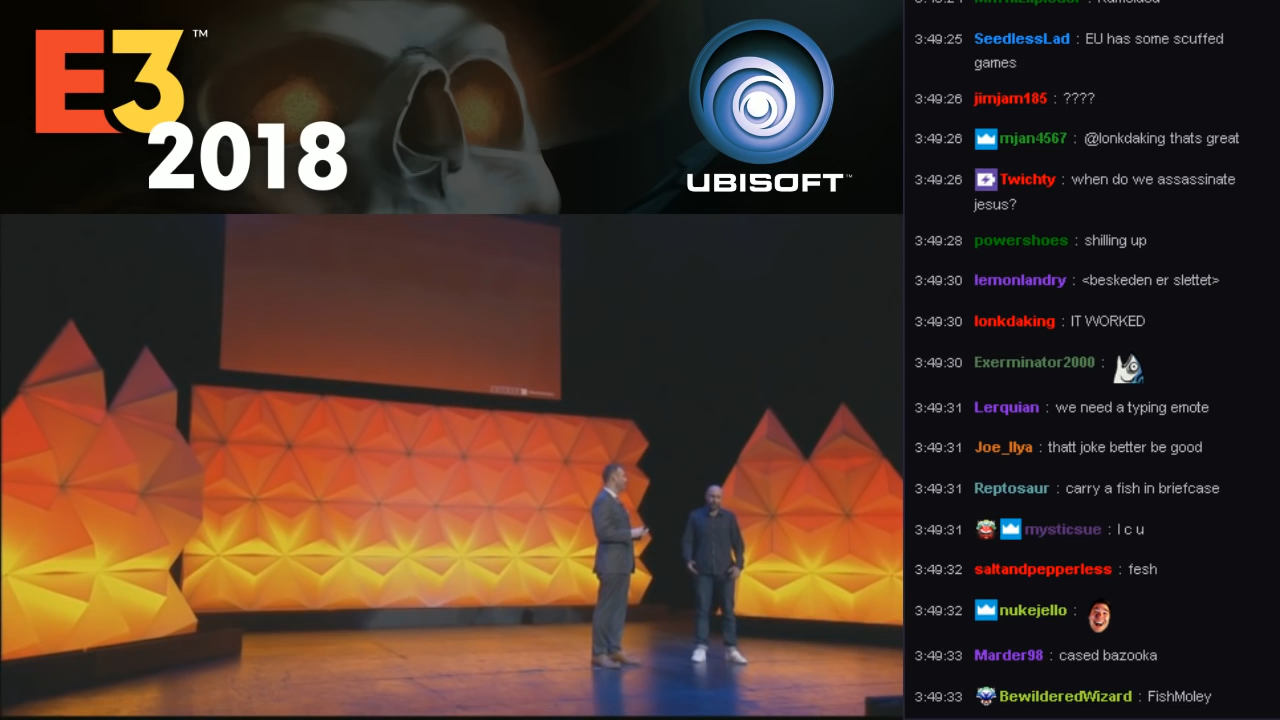 E3™
2018
UBISOFT™
3:49:25 SeedlessLad : EU has some scuffed
games
3:49:26 jimjam185 : ????
3:49:26 mjan4567 : @lonkdaking thats great
3:49:26 Twichty : when do we assassinate
jesus?
3:49:28 powershoes : shilling up
3:49:30 lemonlandry : <beskeden er slettet>
3:49:30 lonkdaking : IT WORKED
3:49:30 Exerminator2000 :
3:49:31 Lerquian : we need a typing emote
3:49:31 Joe_Ilya : thatt joke better be good
3:49:31 Reptosaur : carry a fish in briefcase
3:49:31 mysticsue : I c u
3:49:32 saltandpepperless : fesh
3:49:32 nukejello :
3:49:33 Marder98 : cased bazooka
3:49:33 BewilderedWizard : FishMoley